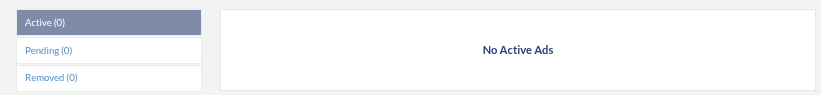 Active (0)
Pending (0)
Removed (0)
No Active Ads